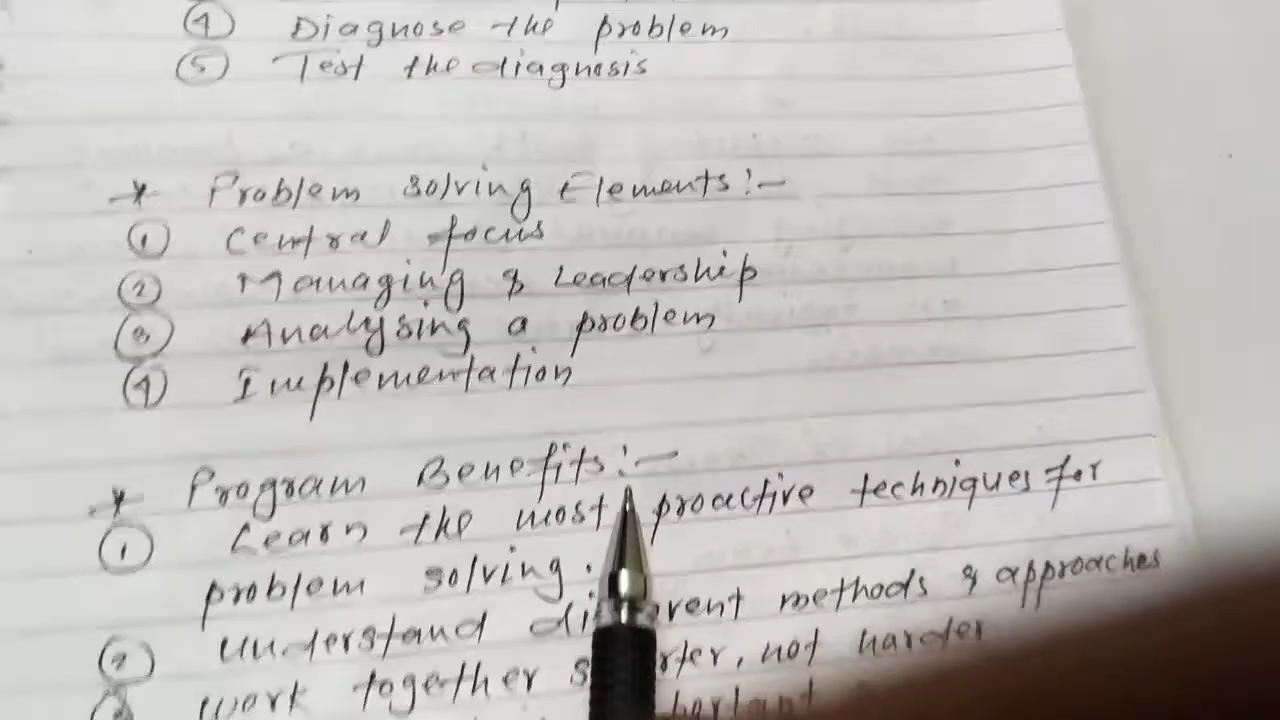 ④ Diagnose the problem
⑤ Test the diagnosis
* Problem solving Elements:-
① Central focus
② Managing & Leadership
③ Analysing a problem
④ Implementation
* Program Benefits:-
① Learn the most proactive techniques for
problem solving.
② Understand methods & approaches
③ Work together not harder